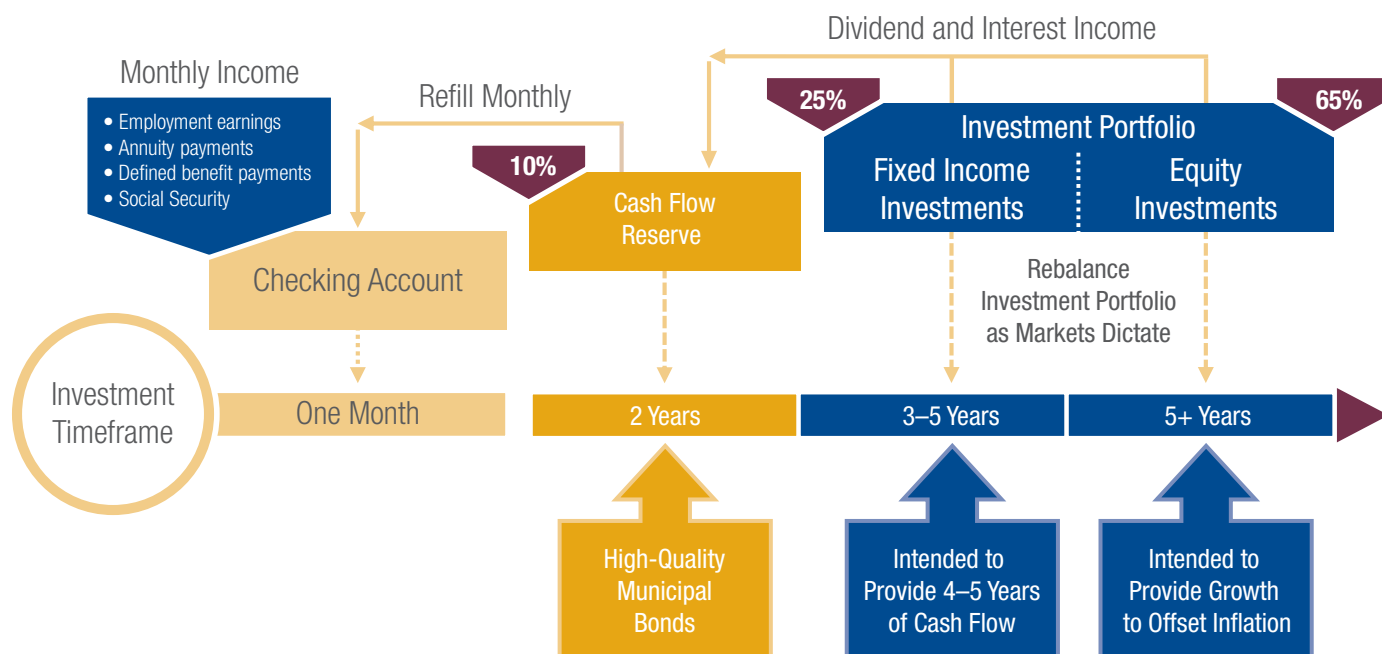 Dividend and Interest Income
Monthly Income
• Employment earnings
• Annuity payments
• Defined benefit payments
• Social Security
Refill Monthly
10%
25%
65%
Investment Portfolio
Fixed Income
Investments
Equity
Investments
Cash Flow
Reserve
Checking Account
Rebalance
Investment Portfolio
as Markets Dictate
Investment
Timeframe
One Month
2 Years
3–5 Years
5+ Years
High-Quality
Municipal
Bonds
Intended to
Provide 4–5 Years
of Cash Flow
Intended to
Provide Growth
to Offset Inflation